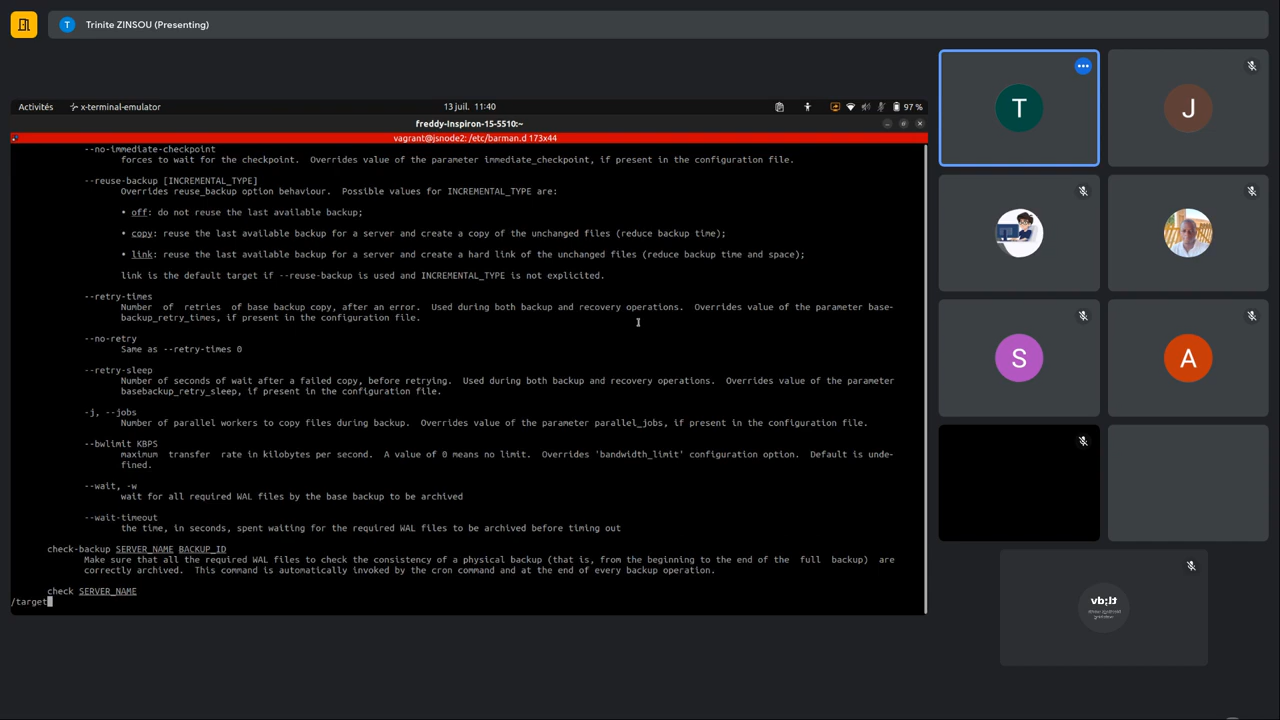 T Trinite ZINSOU (Presenting)
Activités x-terminal-emulator 13 juil. 11:40 97 %
freddy-Inspiron-15-5510:~
vagrant@jsnode2: /etc/barman.d 173x44
--no-immediate-checkpoint
forces to wait for the checkpoint. Overrides value of the parameter immediate_checkpoint, if present in the configuration file.
--reuse-backup [INCREMENTAL_TYPE]
Overrides reuse_backup option behaviour. Possible values for INCREMENTAL_TYPE are:
• off: do not reuse the last available backup;
• copy: reuse the last available backup for a server and create a copy of the unchanged files (reduce backup time);
• link: reuse the last available backup for a server and create a hard link of the unchanged files (reduce backup time and space);
link is the default target if --reuse-backup is used and INCREMENTAL_TYPE is not explicited.
--retry-times
Number of retries of base backup copy, after an error. Used during both backup and recovery operations. Overrides value of the parameter base-
backup_retry_times, if present in the configuration file.
--no-retry
Same as --retry-times 0
--retry-sleep
Number of seconds of wait after a failed copy, before retrying. Used during both backup and recovery operations. Overrides value of the parameter
basebackup_retry_sleep, if present in the configuration file.
-j, --jobs
Number of parallel workers to copy files during backup. Overrides value of the parameter parallel_jobs, if present in the configuration file.
--bwlimit KBPS
maximum transfer rate in kilobytes per second. A value of 0 means no limit. Overrides 'bandwidth_limit' configuration option. Default is unde-
fined.
--wait, -w
wait for all required WAL files by the base backup to be archived
--wait-timeout
the time, in seconds, spent waiting for the required WAL files to be archived before timing out
check-backup SERVER_NAME BACKUP_ID
Make sure that all the required WAL files to check the consistency of a physical backup (that is, from the beginning to the end of the full backup) are
correctly archived. This command is automatically invoked by the cron command and at the end of every backup operation.
check SERVER_NAME
/target
T
J
S
A